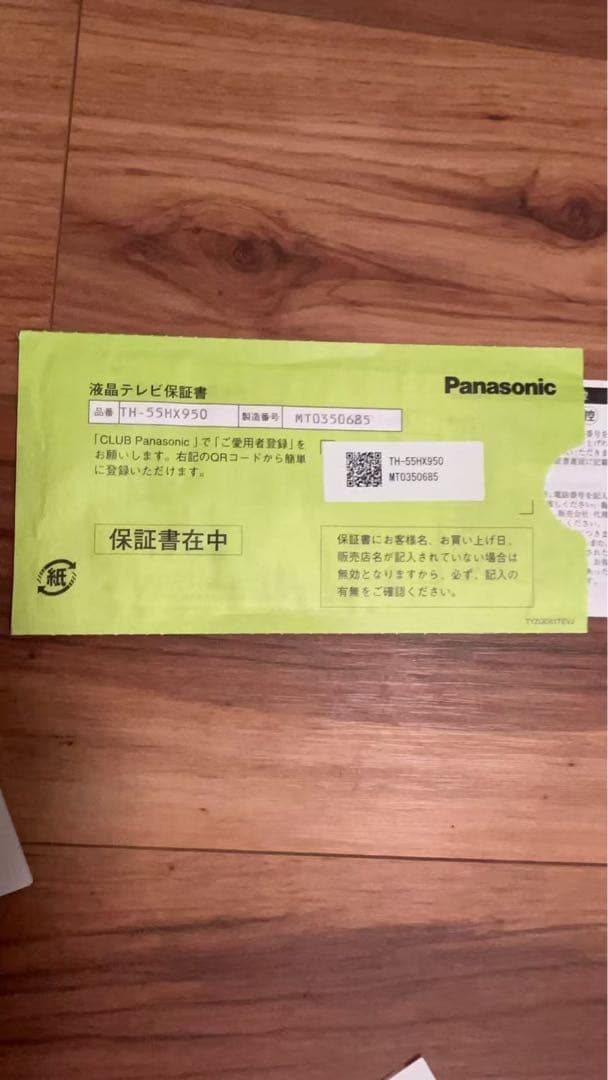 液晶テレビ保証書
Panasonic
品番 TH-55HX950 製造番号 MT0350685
「CLUB Panasonic」で「ご愛用者登録」を
お願いします。右記のQRコードから簡単
に登録いただけます。
TH-55HX950
MT0350685
保証書在中
保証書にお客様名、お買い上げ日、
販売店名が記入されていない場合は
無効となりますから、必ず、記入の
有無をご確認ください。
紙
控